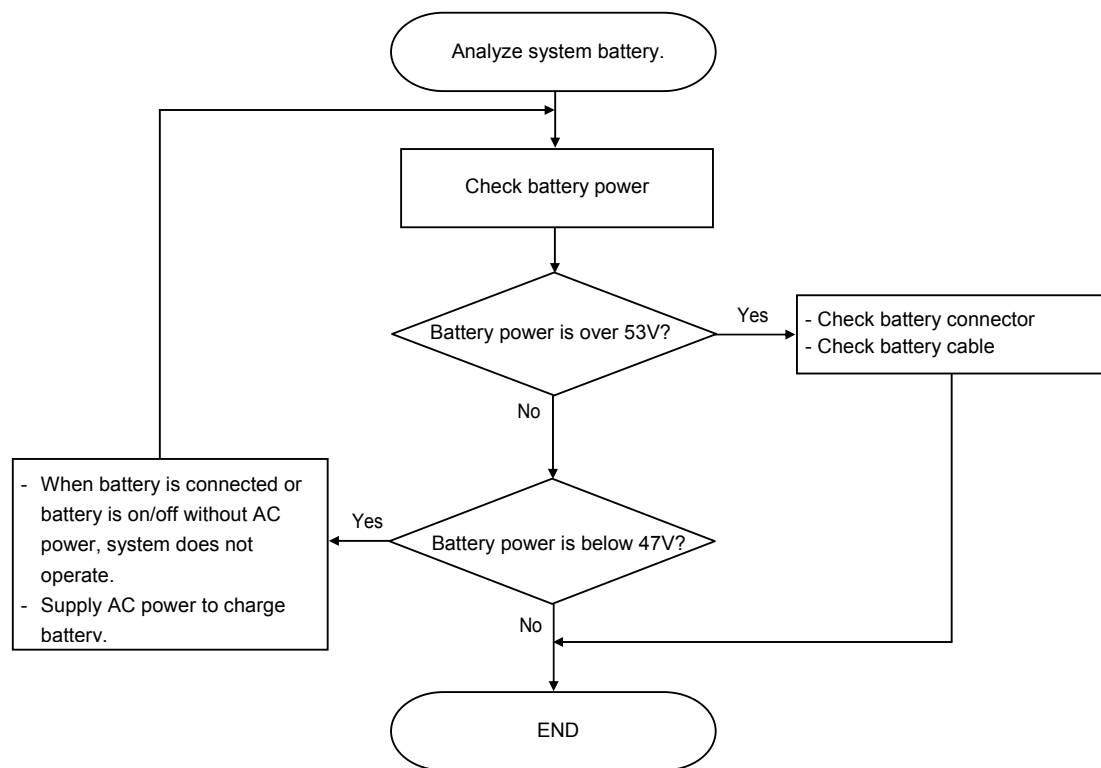 Analyze system battery.
Check battery power
Battery power is over 53V?
Yes
- Check battery connector
- Check battery cable
No
- When battery is connected or
battery is on/off without AC
power, system does not
operate.
- Supply AC power to charge
battery.
Yes
Battery power is below 47V?
No
END